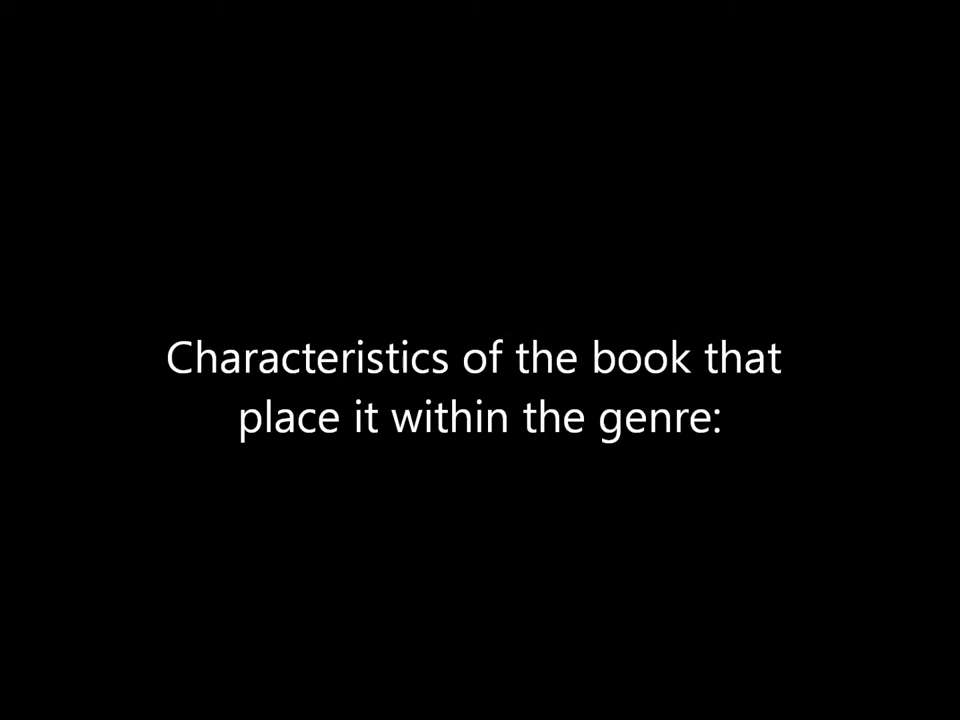 Characteristics of the book that
place it within the genre: